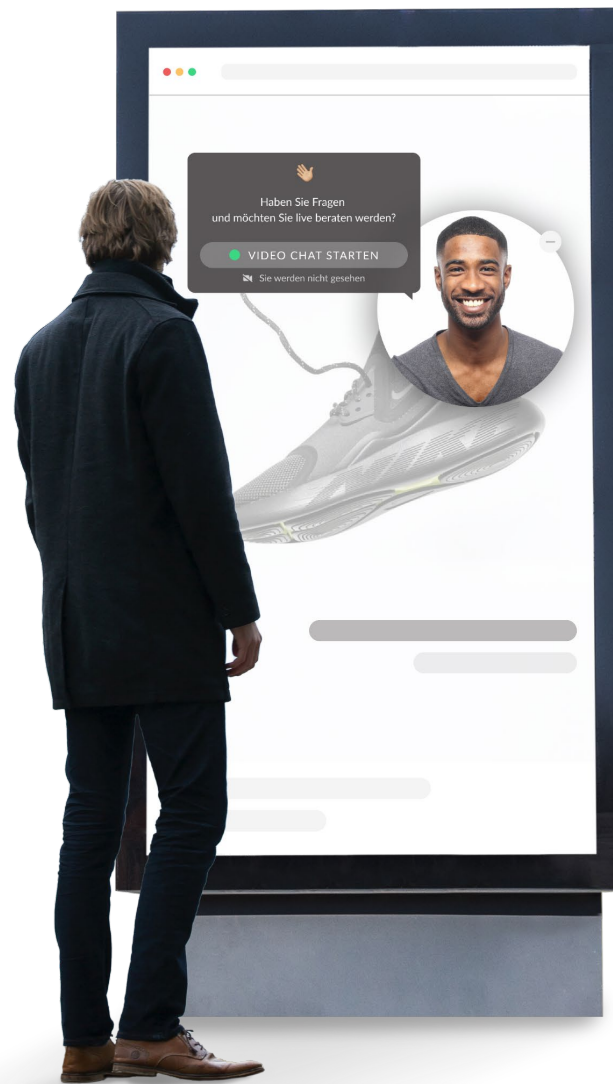 Haben Sie Fragen
und möchten Sie live beraten werden?
VIDEO CHAT STARTEN
Sie werden nicht gesehen